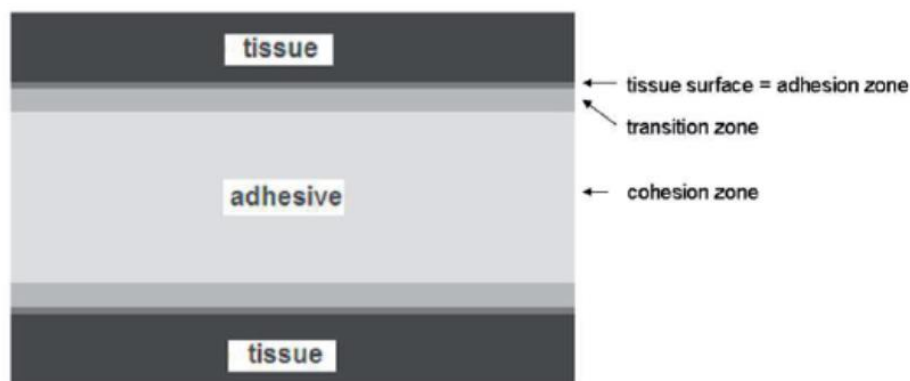 tissue
tissue surface = adhesion zone
transition zone
adhesive
cohesion zone
tissue